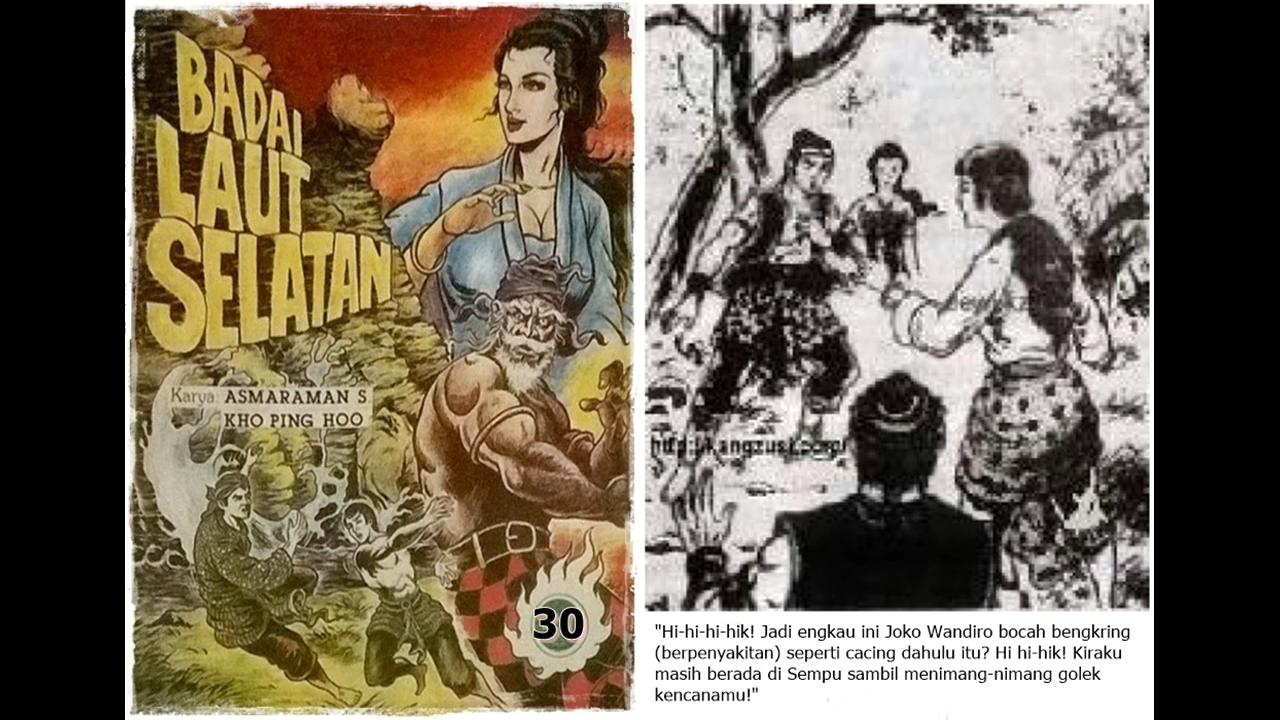 BADAI
LAUT
SELATAN
Karya: ASMARAMAN S
KHO PING HOO
30
"Hi-hi-hi-hik! Jadi engkau ini Joko Wandiro bocah bengkring
(berpenyakitan) seperti cacing dahulu itu? Hi hi-hik! Kiraku
masih berada di Sempu sambil menimang-nimang golek
kencanamu!"